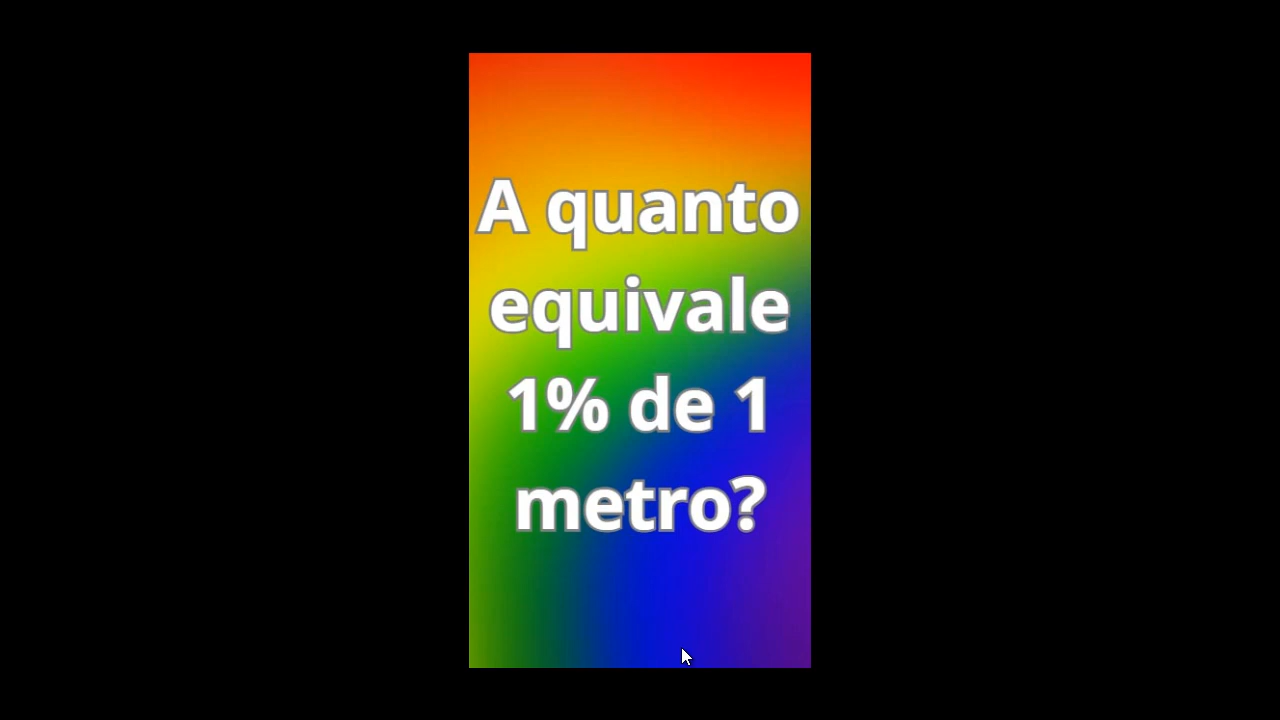 A quanto
equivale
1% de 1
metro?